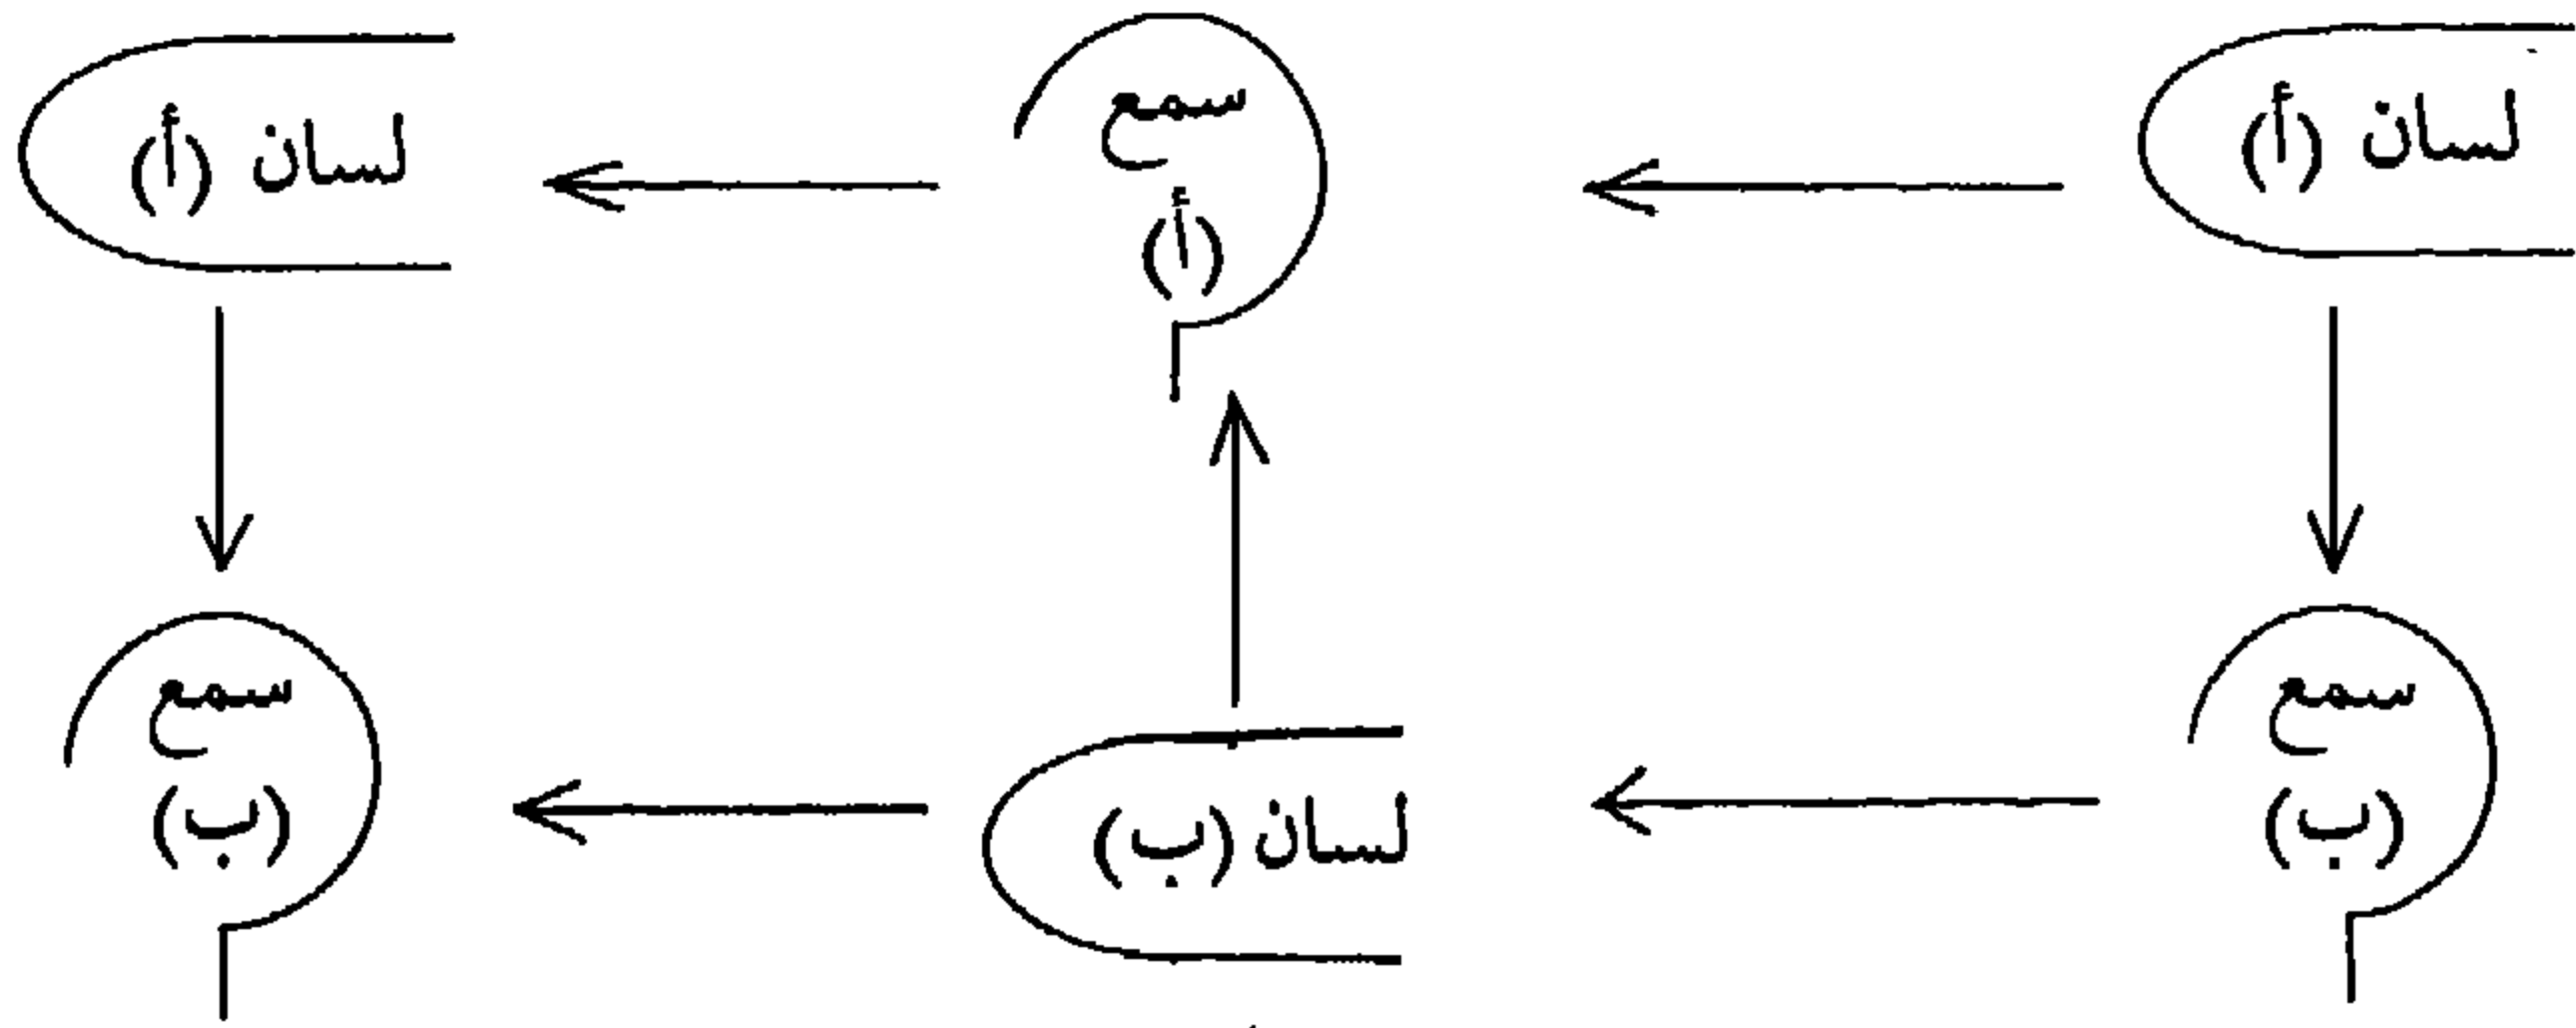 لسان (أ)
سمع
(أ)
لسان (أ)
سمع
(ب)
لسان (ب)
سمع
(ب)